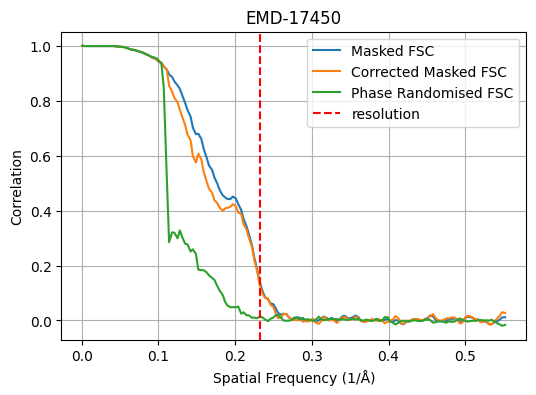 EMD-17450
Masked FSC
Corrected Masked FSC
Phase Randomised FSC
resolution
Correlation
1.0
0.8
0.6
0.4
0.2
0.0
0.0 0.1 0.2 0.3 0.4 0.5
Spatial Frequency (1/Å)